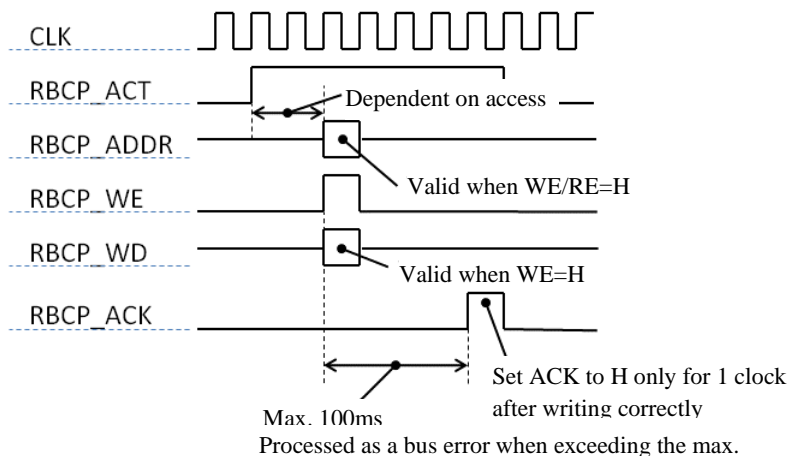 CLK
RBCP_ACT
Dependent on access
RBCP_ADDR
Valid when WE/RE=H
RBCP_WE
RBCP_WD
Valid when WE=H
RBCP_ACK
Set ACK to H only for 1 clock
after writing correctly
Max. 100ms
Processed as a bus error when exceeding the max.